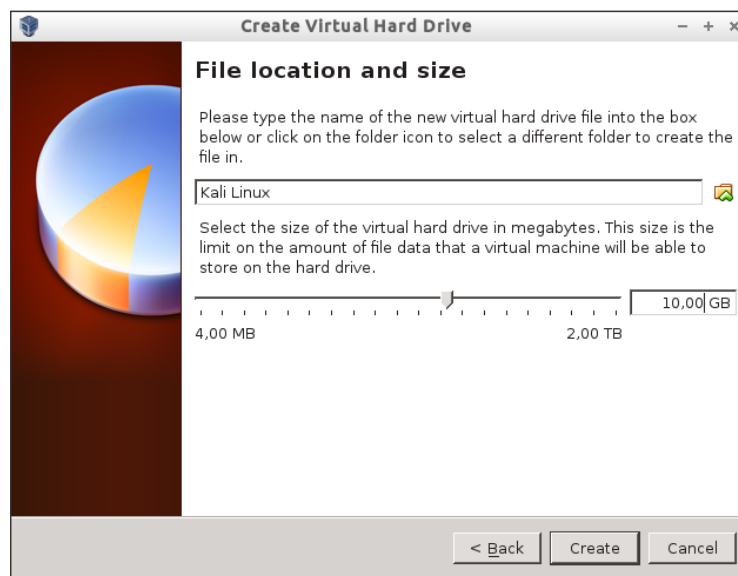 Create Virtual Hard Drive
File location and size
Please type the name of the new virtual hard drive file into the box
below or click on the folder icon to select a different folder to create the
file in.
Kali Linux
Select the size of the virtual hard drive in megabytes. This size is the
limit on the amount of file data that a virtual machine will be able to
store on the hard drive.
10,00 GB
4,00 MB 2,00 TB
< Back Create Cancel